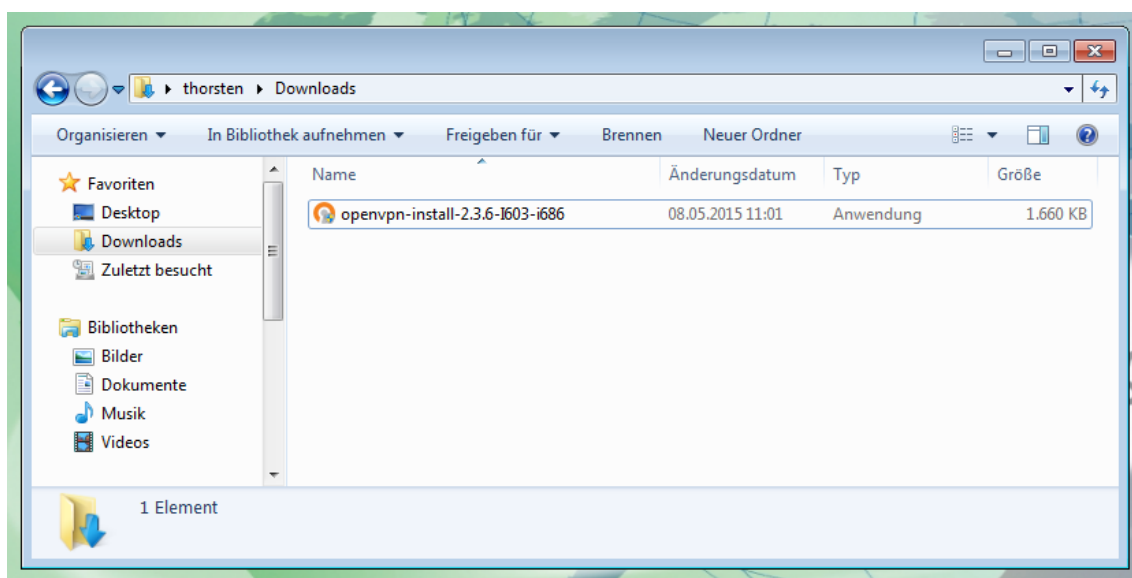 thorsten Downloads
Organisieren In Bibliothek aufnehmen Freigeben für Brennen Neuer Ordner
Favoriten
Desktop
Downloads
Zuletzt besucht
Bibliotheken
Bilder
Dokumente
Musik
Videos
Name Änderungsdatum Typ Größe
openvpn-install-2.3.6-I603-i686 08.05.2015 11:01 Anwendung 1.660 KB
1 Element